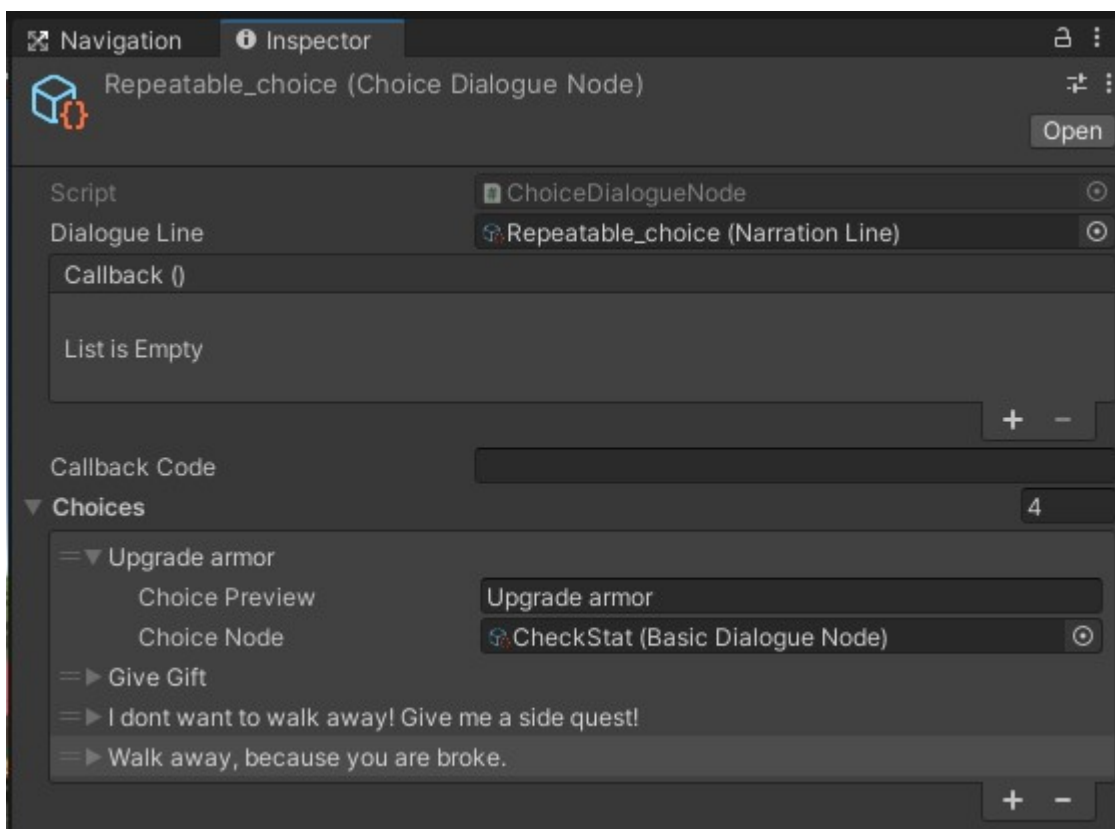 Navigation Inspector
Repeatable_choice (Choice Dialogue Node)
Open
Script ChoiceDialogueNode
Dialogue Line Repeatable_choice (Narration Line)
Callback ()
List is Empty
+ −
Callback Code
Choices 4
Upgrade armor
Choice Preview Upgrade armor
Choice Node CheckStat (Basic Dialogue Node)
Give Gift
I dont want to walk away! Give me a side quest!
Walk away, because you are broke.
+ −